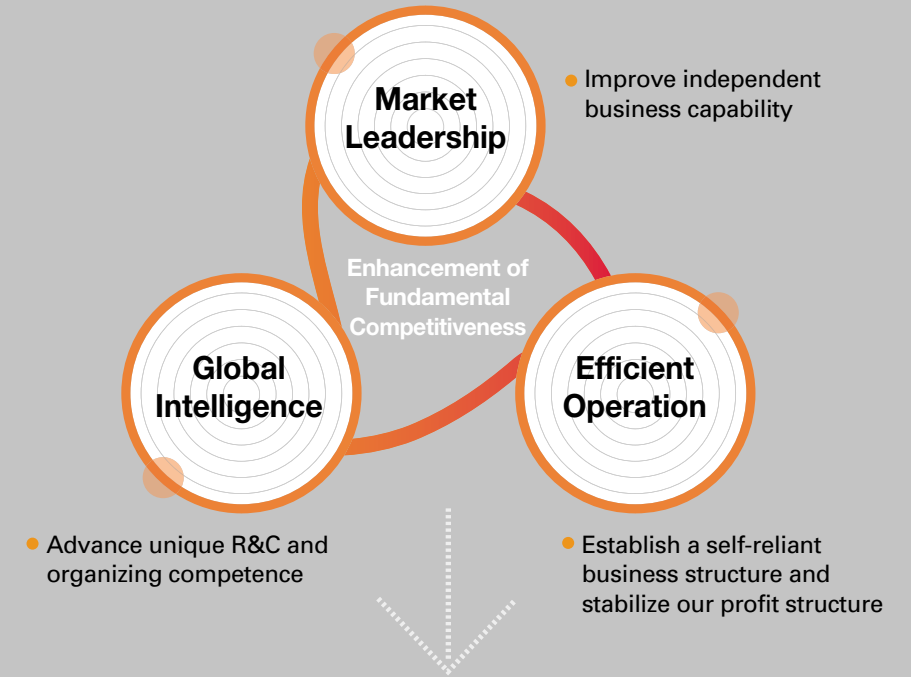 Market
Leadership
Improve independent
business capability
Enhancement of
Fundamental
Competitiveness
Global
Intelligence
Efficient
Operation
Advance unique R&C and
organizing competence
Establish a self-reliant
business structure and
stabilize our profit structure